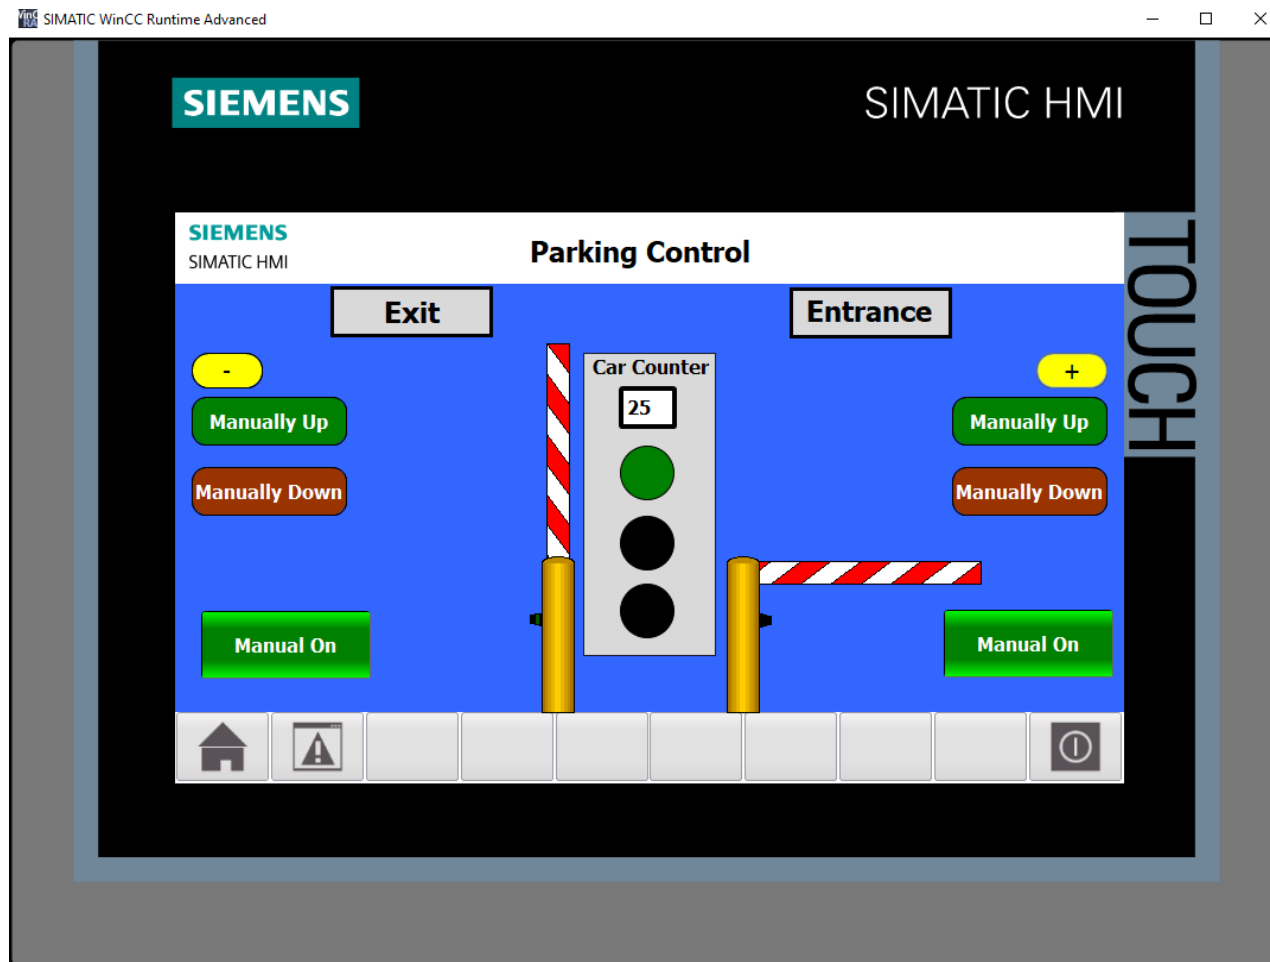 SIMATIC WinCC Runtime Advanced
SIEMENS
SIMATIC HMI
TOUCH
SIEMENS
SIMATIC HMI
Parking Control
Exit
Entrance
-
Car Counter
+
25
Manually Up
Manually Up
Manually Down
Manually Down
Manual On
Manual On